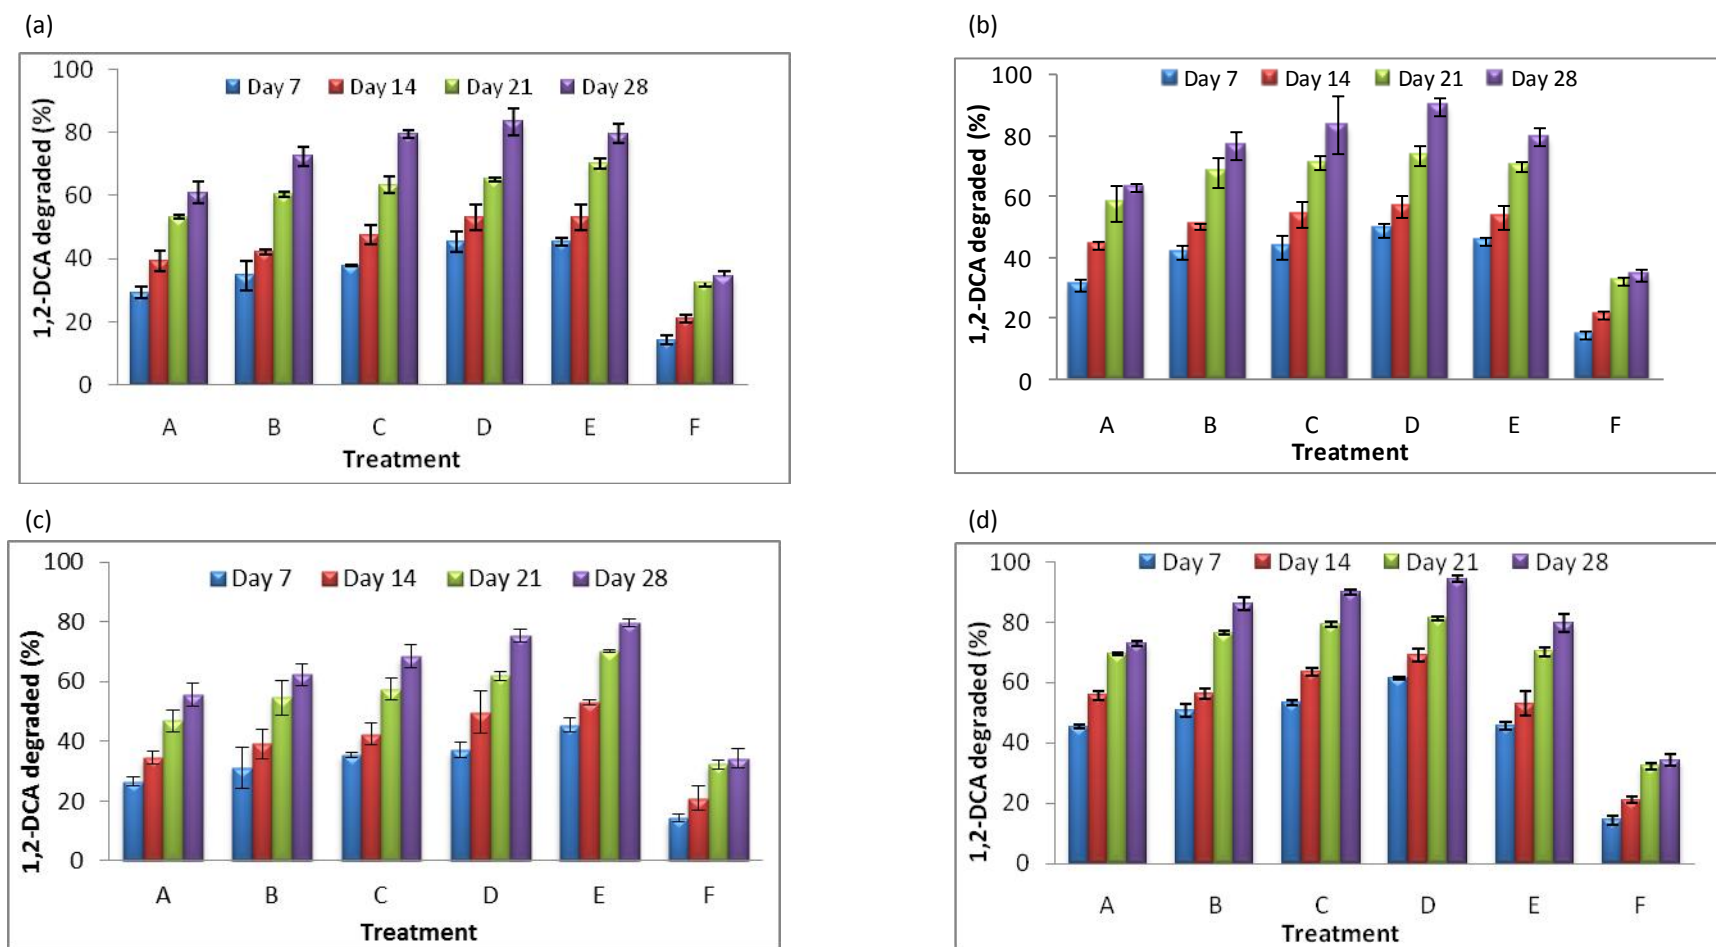 (a)
100
80
60
40
20
0
1,2-DCA degraded (%)
Day 7 Day 14 Day 21 Day 28
A B C D E F
Treatment
(b)
100
80
60
40
20
0
1,2-DCA degraded (%)
Day 7 Day 14 Day 21 Day 28
A B C D E F
Treatment
(c)
100
80
60
40
20
0
1,2-DCA degraded (%)
Day 7 Day 14 Day 21 Day 28
A B C D E F
Treatment
(d)
100
80
60
40
20
0
1,2-DCA degraded (%)
Day 7 Day 14 Day 21 Day 28
A B C D E F
Treatment